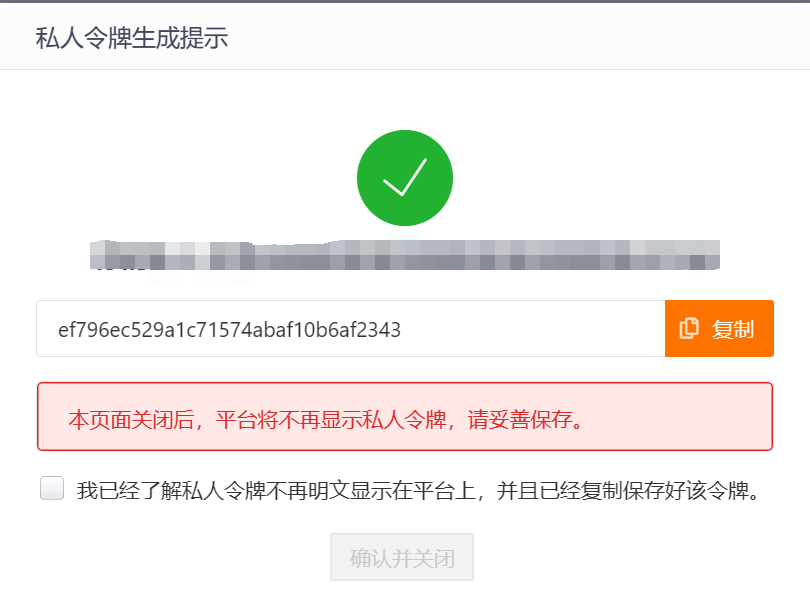 私人令牌生成提示
ef796ec529a1c71574abaf10b6af2343
复制
本页面关闭后，平台将不再显示私人令牌，请妥善保存。
我已经了解私人令牌不再明文显示在平台上，并且已经复制保存好该令牌。
确认并关闭